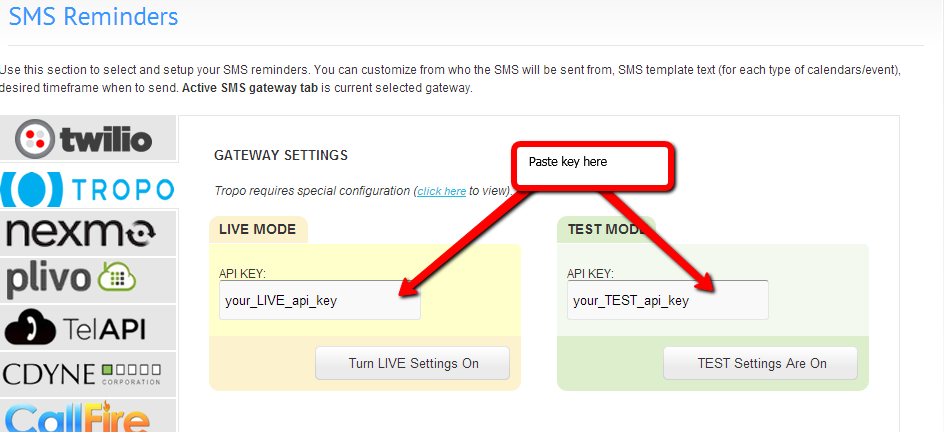 SMS Reminders
Use this section to select and setup your SMS reminders. You can customize from who the SMS will be sent from, SMS template text (for each type of calendars/event),
desired timeframe when to send. Active SMS gateway tab is current selected gateway.
twilio
TROPO
nexmo
plivo
TelAPI
CDYNE CORPORATION
CallFire
GATEWAY SETTINGS
Paste key here
Tropo requires special configuration (click here to view).
LIVE MODE
API KEY:
your_LIVE_api_key
Turn LIVE Settings On
TEST MODE
API KEY:
your_TEST_api_key
TEST Settings Are On